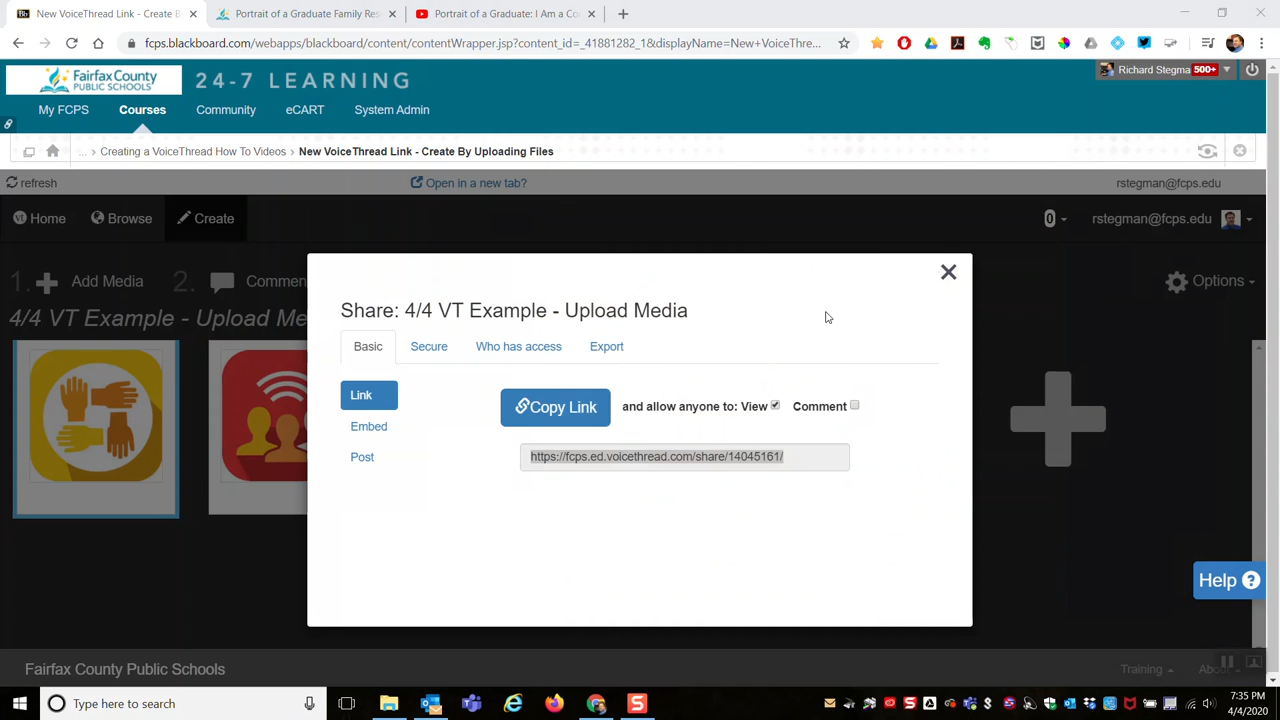 New VoiceThread Link - Create B
Portrait of a Graduate Family Res
Portrait of a Graduate: I Am a Co
fcps.blackboard.com/webapps/blackboard/content/contentWrapper.jsp?content_id=_41881282_1&displayName=New+VoiceThre...
Fairfax County
PUBLIC SCHOOLS
24-7 LEARNING
Richard Stegma 500+
My FCPS Courses Community eCART System Admin
... > Creating a VoiceThread How To Videos > New VoiceThread Link - Create By Uploading Files
refresh
Open in a new tab?
rstegman@fcps.edu
Home Browse Create
0
rstegman@fcps.edu
1. Add Media 2. Commen
Options
4/4 VT Example - Upload Me
Share: 4/4 VT Example - Upload Media
Basic Secure Who has access Export
Link
Copy Link and allow anyone to: View Comment
Embed
Post
https://fcps.ed.voicethread.com/share/14045161/
Help ?
Fairfax County Public Schools
Training
Abou
Type here to search
7:35 PM
4/4/2020